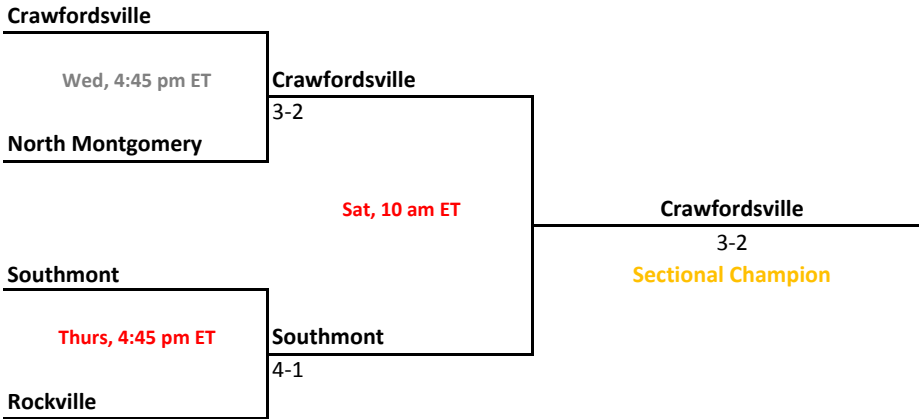 Crawfordsville
Wed, 4:45 pm ET
Crawfordsville
3-2
North Montgomery
Sat, 10 am ET
Crawfordsville
3-2
Sectional Champion
Southmont
Thurs, 4:45 pm ET
Southmont
4-1
Rockville